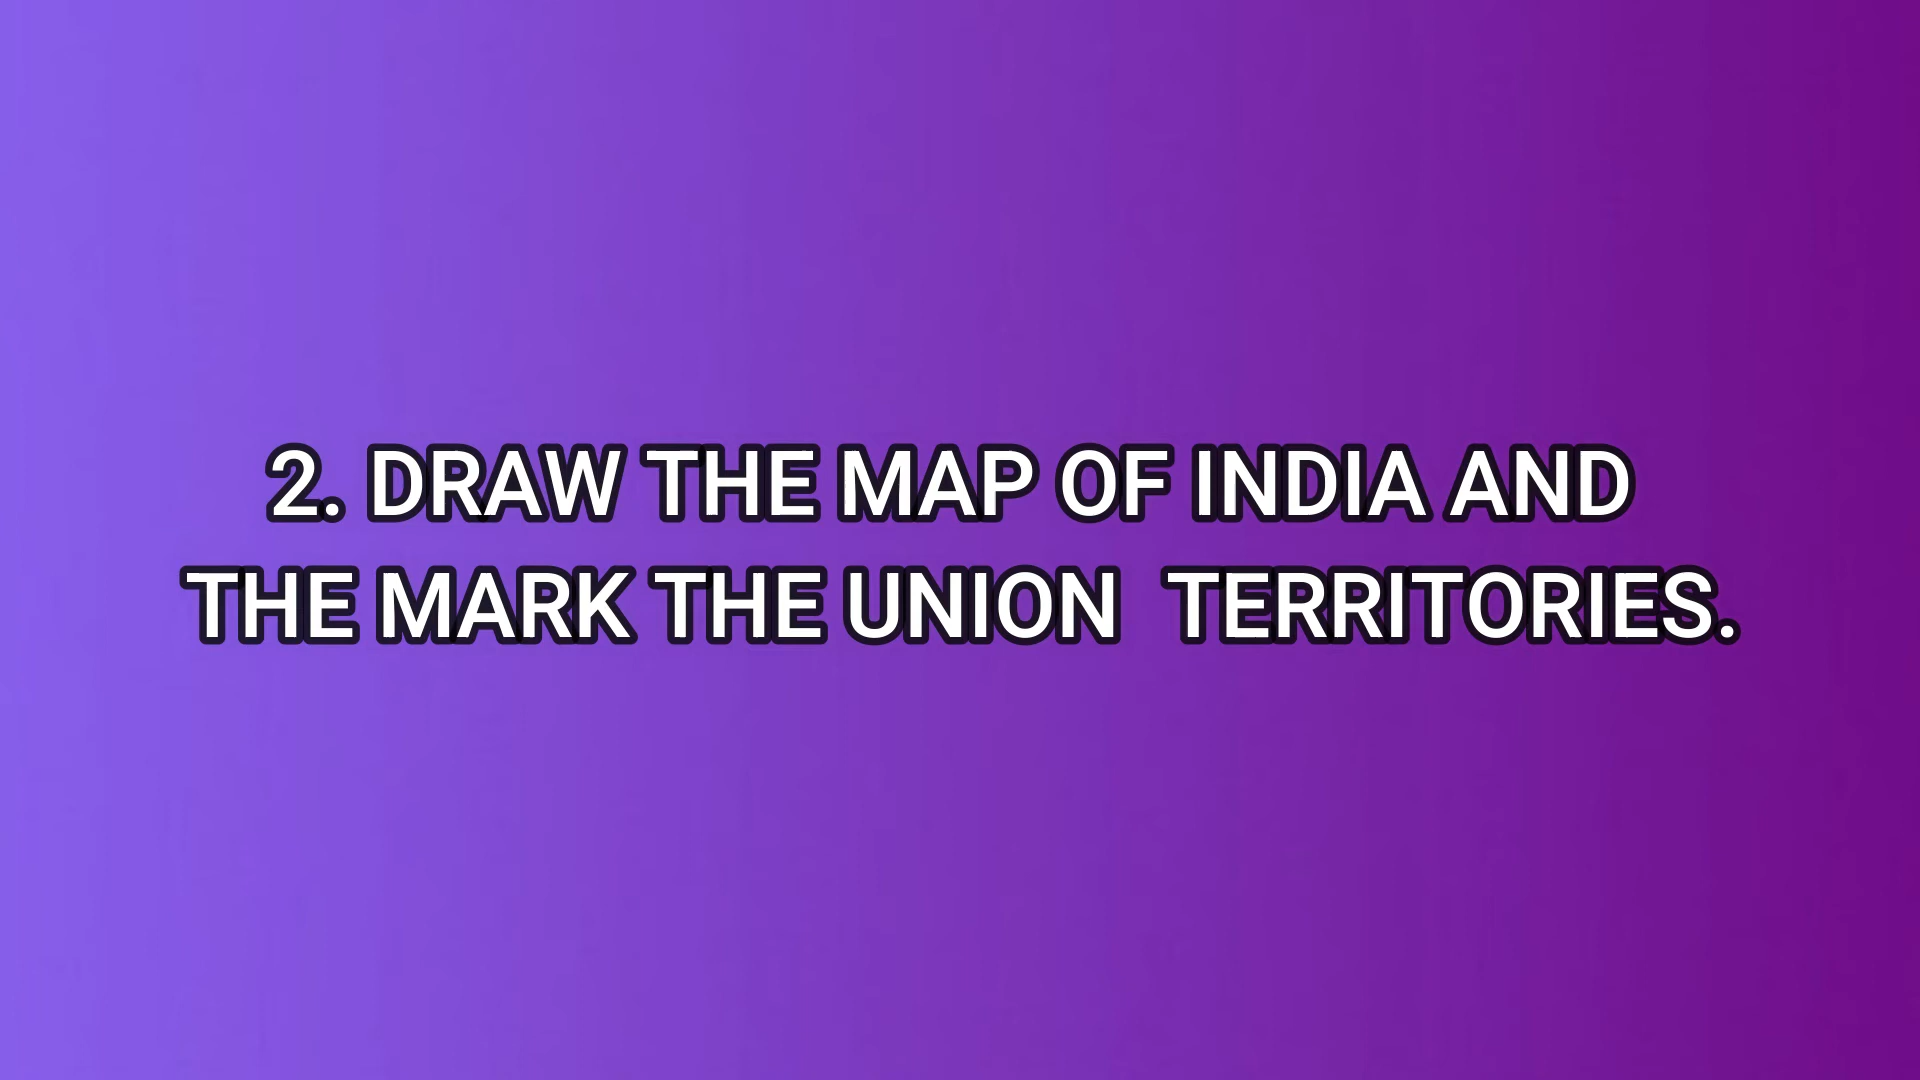 2. DRAW THE MAP OF INDIA AND
THE MARK THE UNION  TERRITORIES.